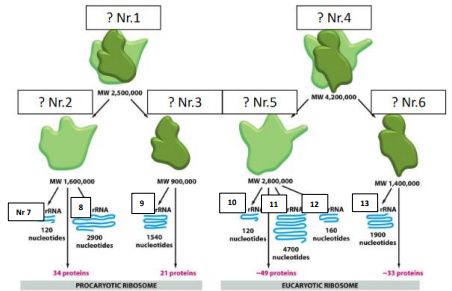 ? Nr.1
? Nr.4
MW 2,500,000
MW 4,200,000
? Nr.2
? Nr.3
? Nr.5
? Nr.6
MW 1,600,000
MW 900,000
MW 2,800,000
MW 1,400,000
Nr 7 rRNA
8 rRNA
9 rRNA
10 rRNA
11 rRNA
12 rRNA
13 rRNA
120
nucleotides
2900
nucleotides
1540
nucleotides
120
nucleotides
4700
nucleotides
160
nucleotides
1900
nucleotides
34 proteins
21 proteins
~49 proteins
~33 proteins
PROCARYOTIC RIBOSOME
EUCARYOTIC RIBOSOME